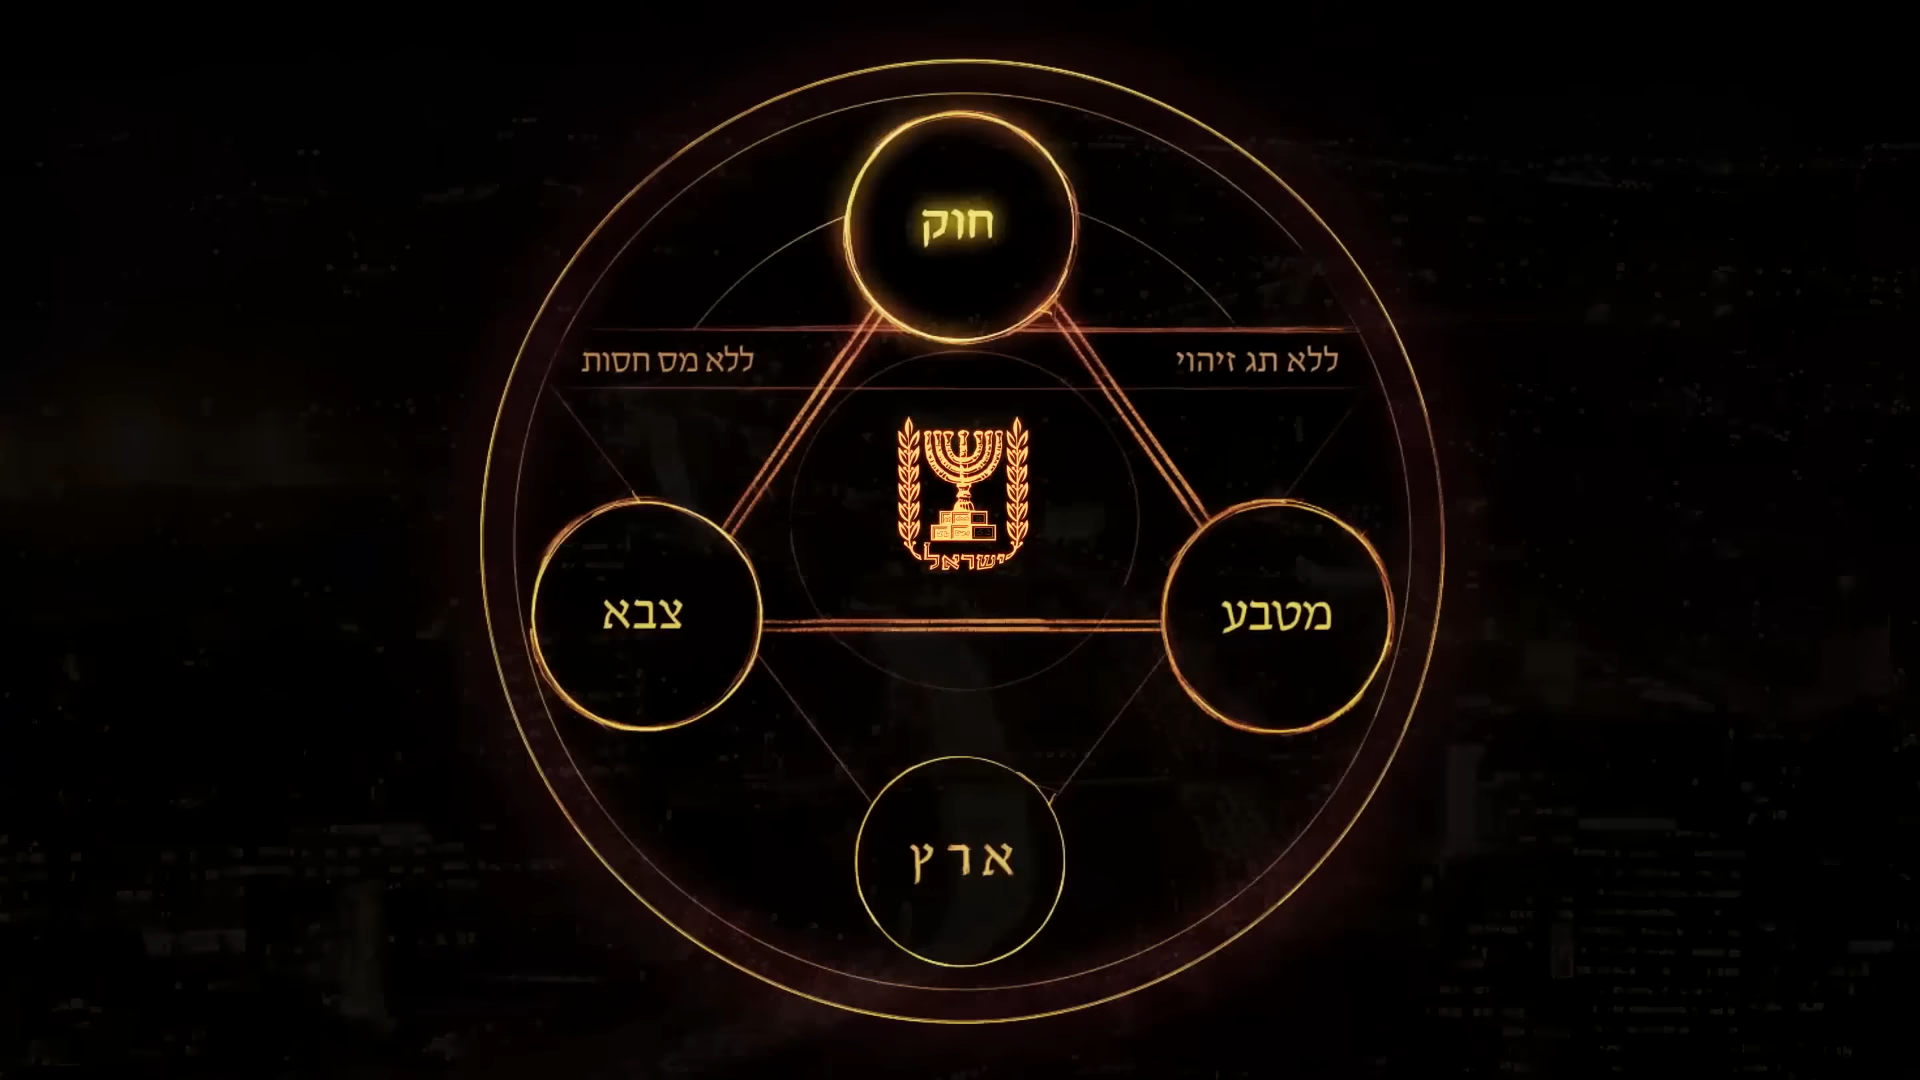 חוק
ללא תג זיהוי
ללא מס חסות
ישראל
מטבע
צבא
ארץ